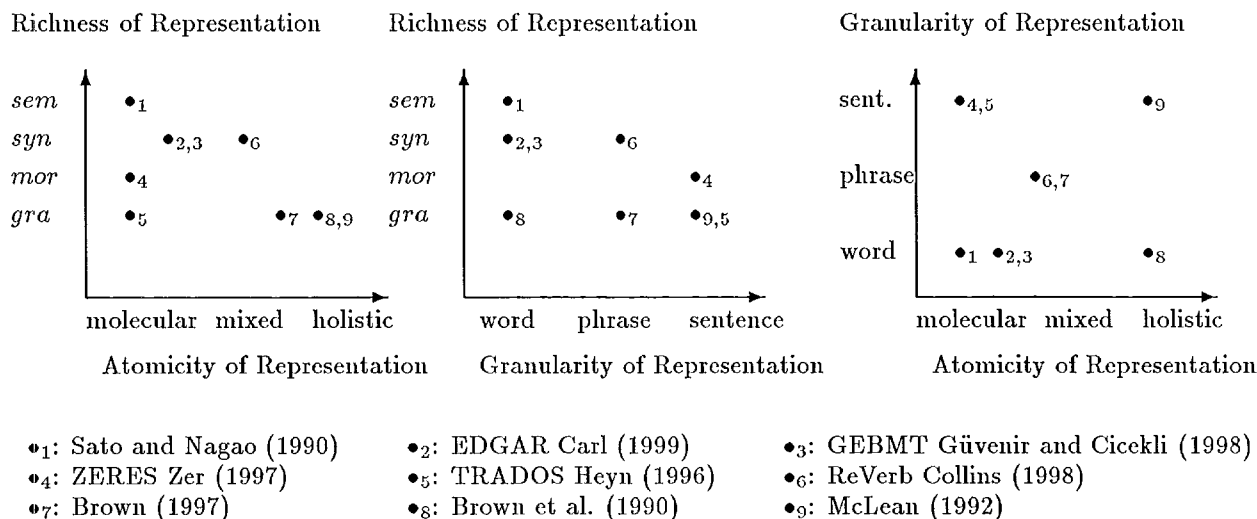 Richness of Representation Richness of Representation Granularity of Representation
sem 1 sem 1 sent. 4,5 9
syn 2,3 6 syn 2,3 6
mor 4 mor 4 phrase 6,7
gra 5 7 8,9 gra 8 7 9,5
word 1 2,3 8
molecular mixed holistic word phrase sentence molecular mixed holistic
Atomicity of Representation Granularity of Representation Atomicity of Representation
•1: Sato and Nagao (1990) •2: EDGAR Carl (1999) •3: GEBMT Güvenir and Cicekli (1998)
•4: ZERES Zer (1997) •5: TRADOS Heyn (1996) •6: ReVerb Collins (1998)
•7: Brown (1997) •8: Brown et al. (1990) •9: McLean (1992)